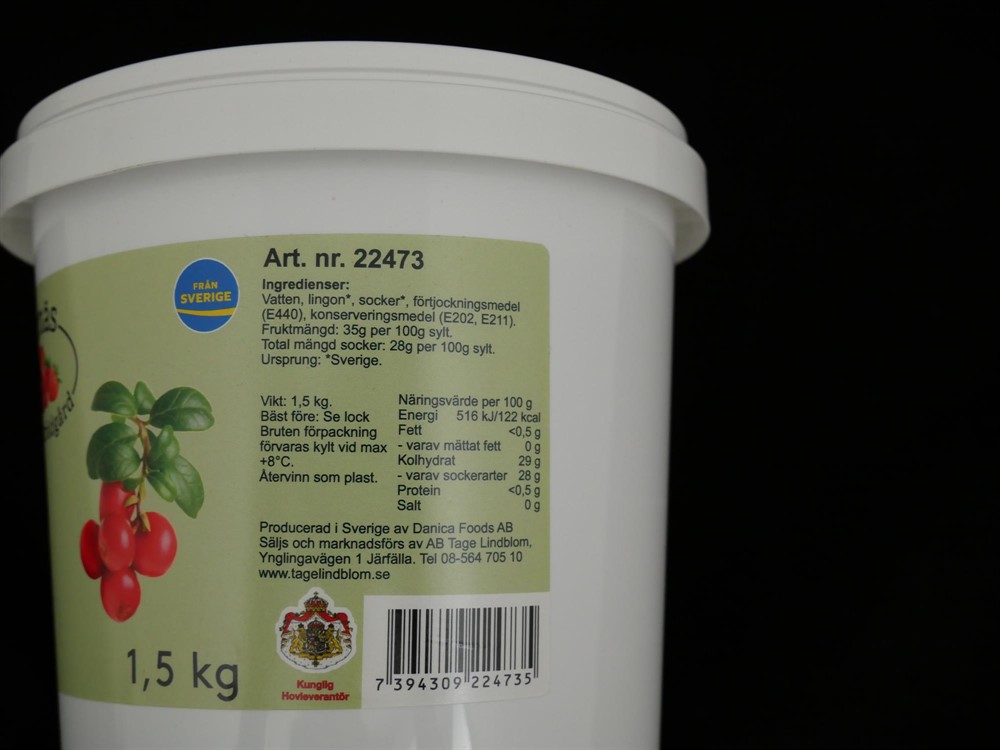 Art. nr. 22473
FRÅN
SVERIGE
Ingredienser:
Vatten, lingon*, socker*, förtjockningsmedel
(E440), konserveringsmedel (E202, E211).
Fruktmängd: 35g per 100g sylt.
Total mängd socker: 28g per 100g sylt.
Ursprung: *Sverige.
Vikt: 1,5 kg.
Bäst före: Se lock
Bruten förpackning
förvaras kylt vid max
+8°C.
Återvinn som plast.
Näringsvärde per 100 g
Energi 516 kJ/122 kcal
Fett <0,5 g
- varav mättat fett 0 g
Kolhydrat 29 g
- varav sockerarter 28 g
Protein <0,5 g
Salt 0 g
Producerad i Sverige av Danica Foods AB
Säljs och marknadsförs av AB Tage Lindblom,
Ynglingavägen 1 Järfälla. Tel 08-564 705 10
www.tagelindblom.se
1,5 kg
Kunglig
Hovleverantör
7 394309 224735